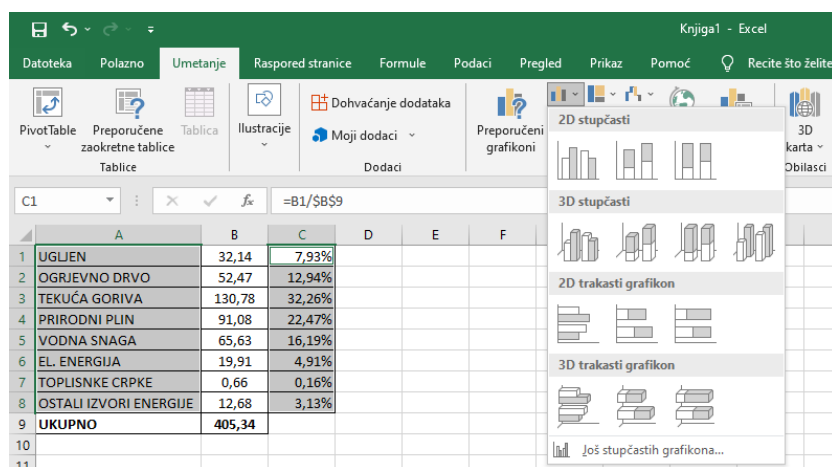 Knjiga1 - Excel
Datoteka Polazno Umetanje Raspored stranice Formule Podaci Pregled Prikaz Pomoć Recite što želite
PivotTable
Preporučene zaokretne tablice
Tablica
Tablice
Ilustracije
Dohvaćanje dodataka
Moji dodaci
Dodaci
Preporučeni grafikoni
3D karta
Obilasci
2D stupčasti
3D stupčasti
2D trakasti grafikon
3D trakasti grafikon
Još stupčastih grafikona...
C1 fx =B1/$B$9
A B C D E F
1 UGLJEN 32,14 7,93%
2 OGRJEVNO DRVO 52,47 12,94%
3 TEKUĆA GORIVA 130,78 32,26%
4 PRIRODNI PLIN 91,08 22,47%
5 VODNA SNAGA 65,63 16,19%
6 EL. ENERGIJA 19,91 4,91%
7 TOPLISNKE CRPKE 0,66 0,16%
8 OSTALI IZVORI ENERGIJE 12,68 3,13%
9 UKUPNO 405,34
10
11